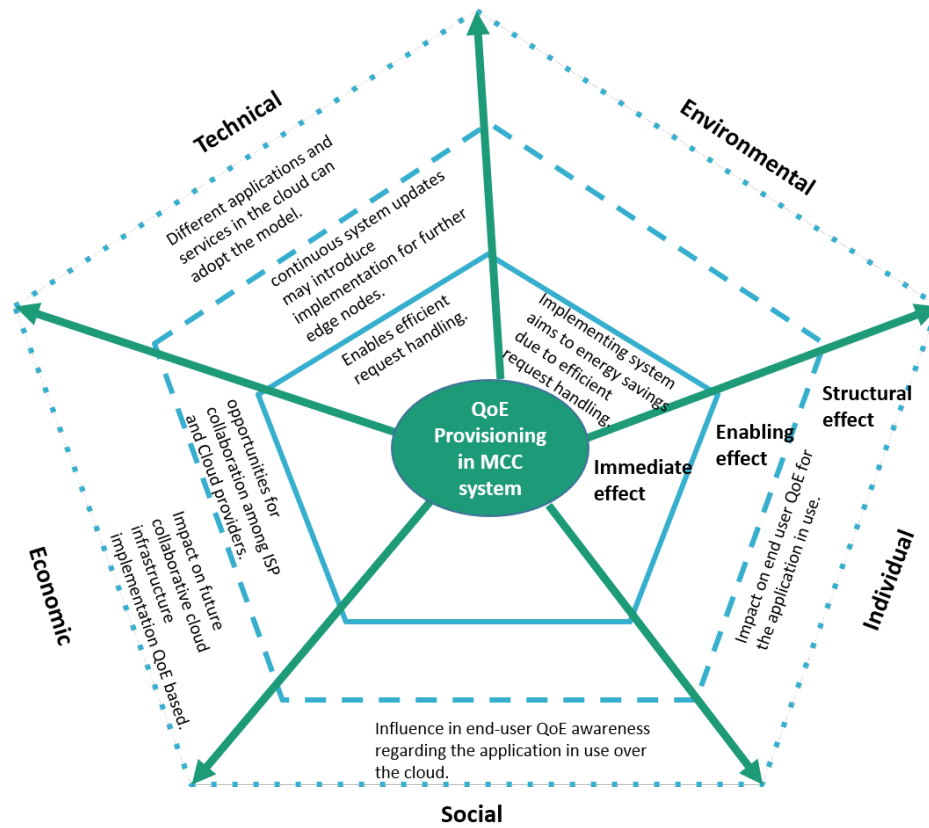 Technical
Environmental
Different applications and
services in the cloud can
adopt the model.
continuous system updates
may introduce
implementation for further
edge nodes.
Enables efficient
request handling.
Implementing system
aims to energy savings
due to efficient
request handling.
QoE
Provisioning
in MCC
system
Immediate
effect
Enabling
effect
Structural
effect
opportunities for
collaboration among ISP
and Cloud providers.
Impact on future
collaborative cloud
infrastructure
implementation QoE based.
Economic
Impact on end user QoE for
the application in use.
Individual
Influence in end-user QoE awareness
regarding the application in use over
the cloud.
Social